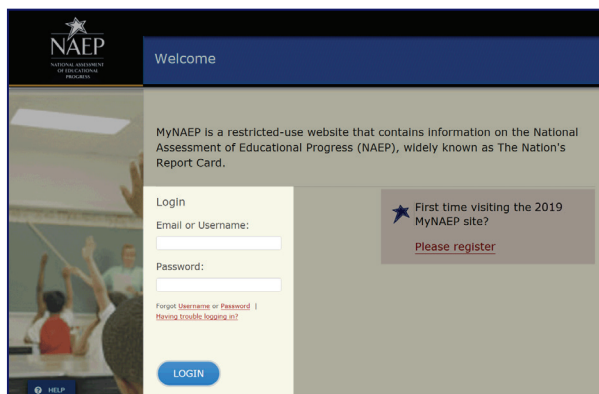 NAEP
NATIONAL ASSESSMENT
OF EDUCATIONAL
PROGRESS
Welcome
MyNAEP is a restricted-use website that contains information on the National
Assessment of Educational Progress (NAEP), widely known as The Nation's
Report Card.
Login
Email or Username:
Password:
Forgot Username or Password |
Having trouble logging in?
LOGIN
First time visiting the 2019
MyNAEP site?
Please register
HELP